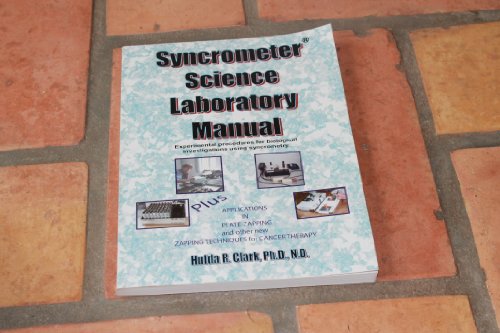 Syncrometer®
Science
Laboratory
Manual
Experimental procedures for biological
investigations using syncrometry
Plus
APPLICATIONS
IN
PLATE-ZAPPING
and other new
ZAPPING TECHNIQUES for CANCER THERAPY
Hulda R. Clark, Ph.D., N.D.,